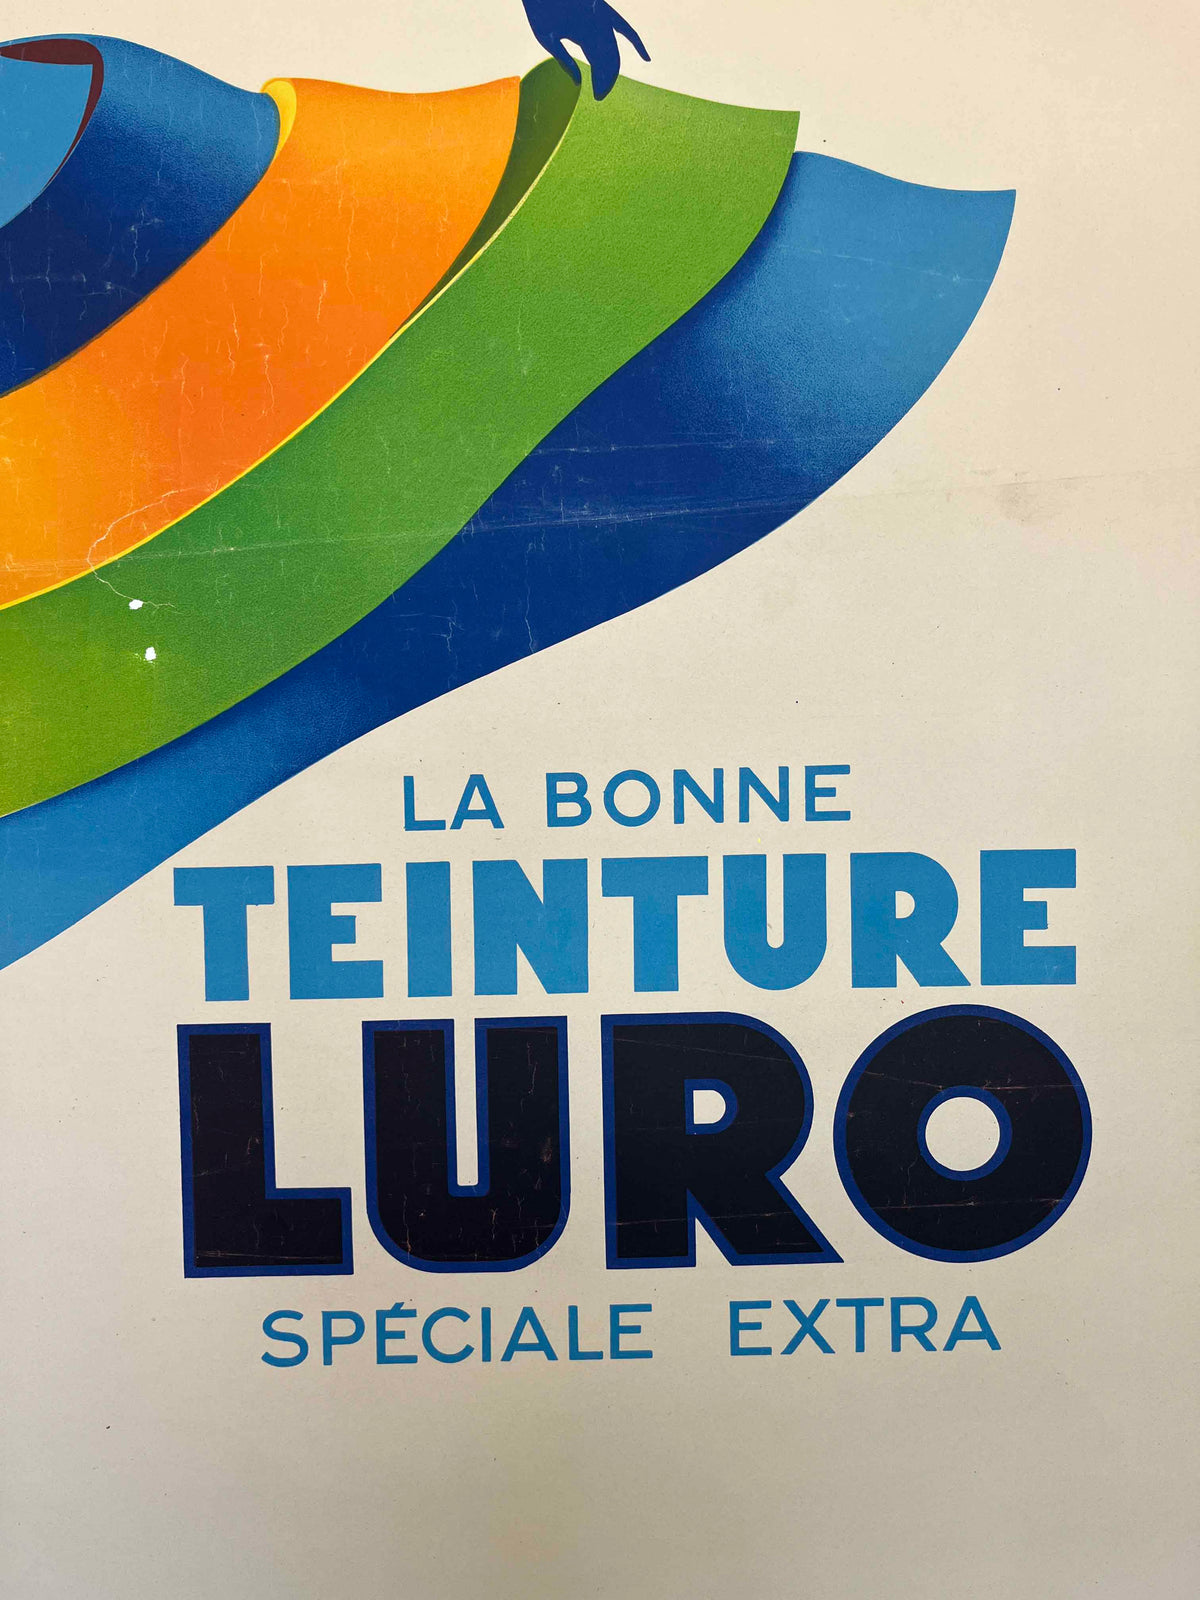 LA BONNE
TEINTURE
LURO
SPÉCIALE EXTRA